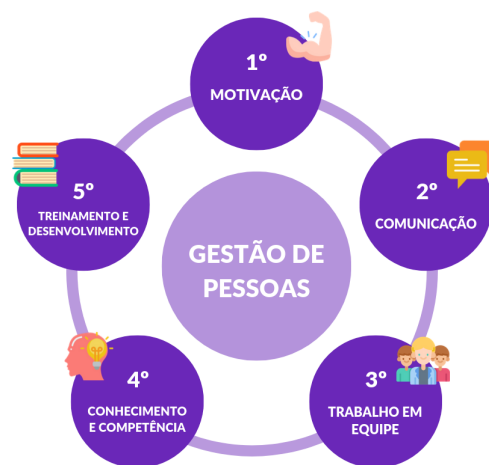 1º
MOTIVAÇÃO
2º
COMUNICAÇÃO
3º
TRABALHO EM
EQUIPE
4º
CONHECIMENTO
E COMPETÊNCIA
5º
TREINAMENTO E
DESENVOLVIMENTO
GESTÃO DE
PESSOAS